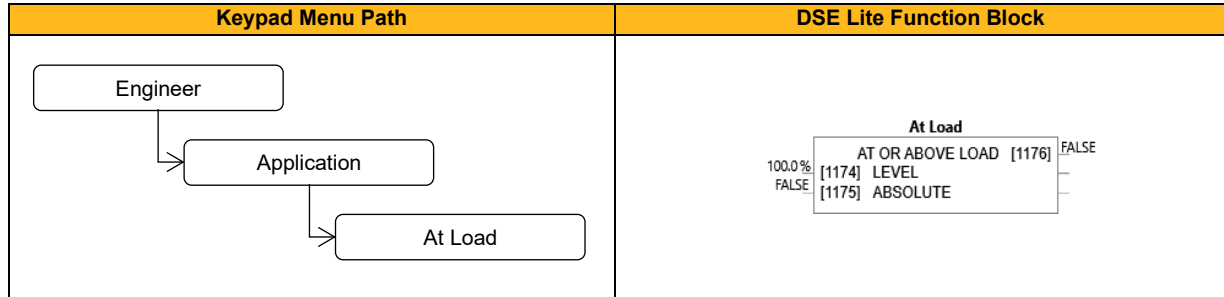 Keypad Menu Path
DSE Lite Function Block
Engineer
Application
At Load
At Load
AT OR ABOVE LOAD [1176] FALSE
100.0 % [1174] LEVEL
FALSE [1175] ABSOLUTE